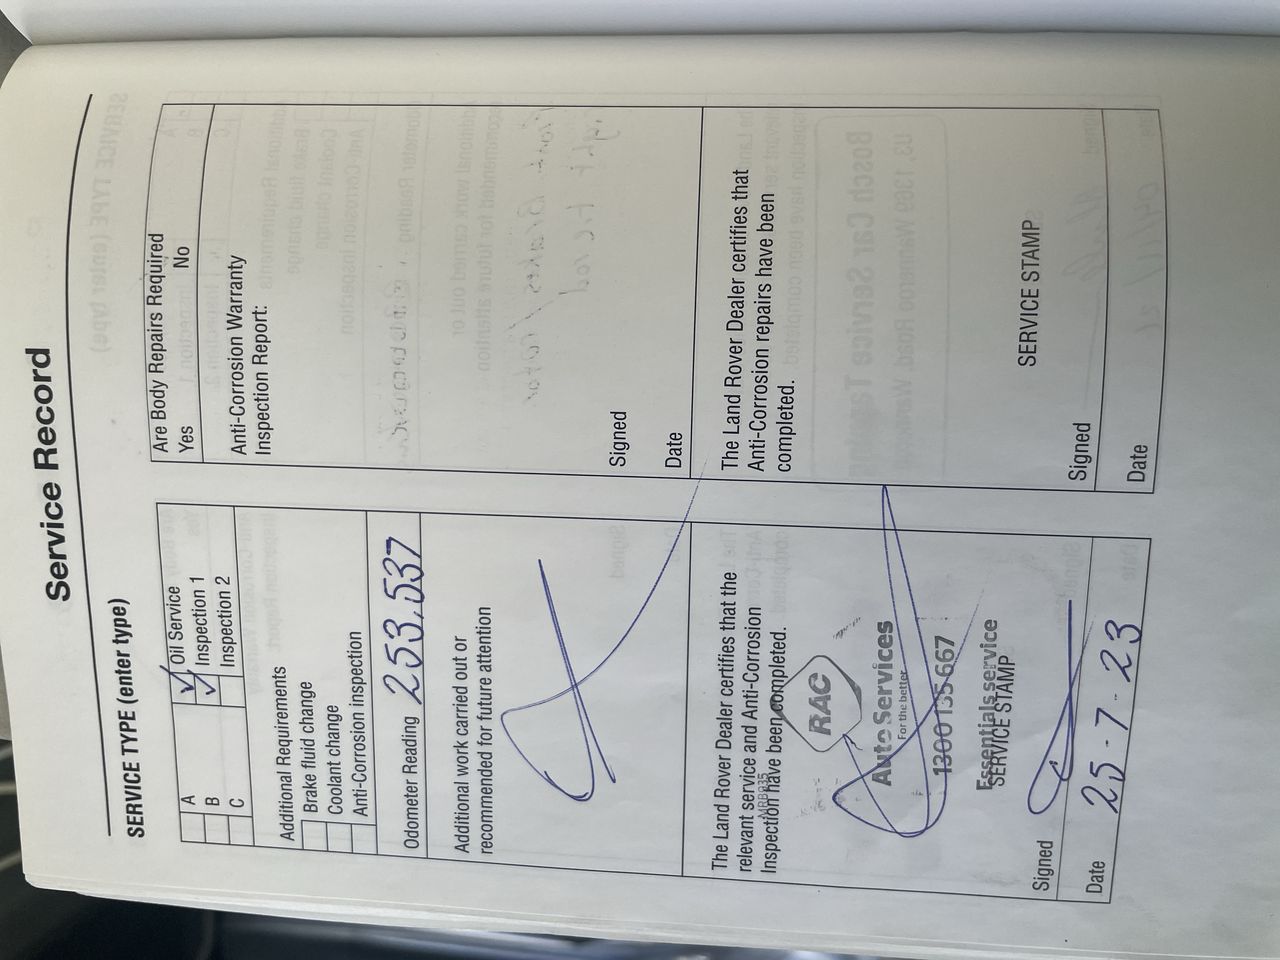 Service Record
SERVICE TYPE (enter type)
A
B
C
Oil Service
Inspection 1
Inspection 2
Additional Requirements
Brake fluid change
Coolant change
Anti-Corrosion inspection
Odometer Reading 253,537
Additional work carried out or
recommended for future attention
The Land Rover Dealer certifies that the
relevant service and Anti-Corrosion
Inspection have been completed.
MRB935
RAC
Auto Services
For the better
1300 135 667
Essentials service
SERVICE STAMP
Signed
Date 25-7-23
Are Body Repairs Required
Yes No
Anti-Corrosion Warranty
Inspection Report:
Signed
Date
The Land Rover Dealer certifies that
Anti-Corrosion repairs have been
completed.
SERVICE STAMP
Signed
Date